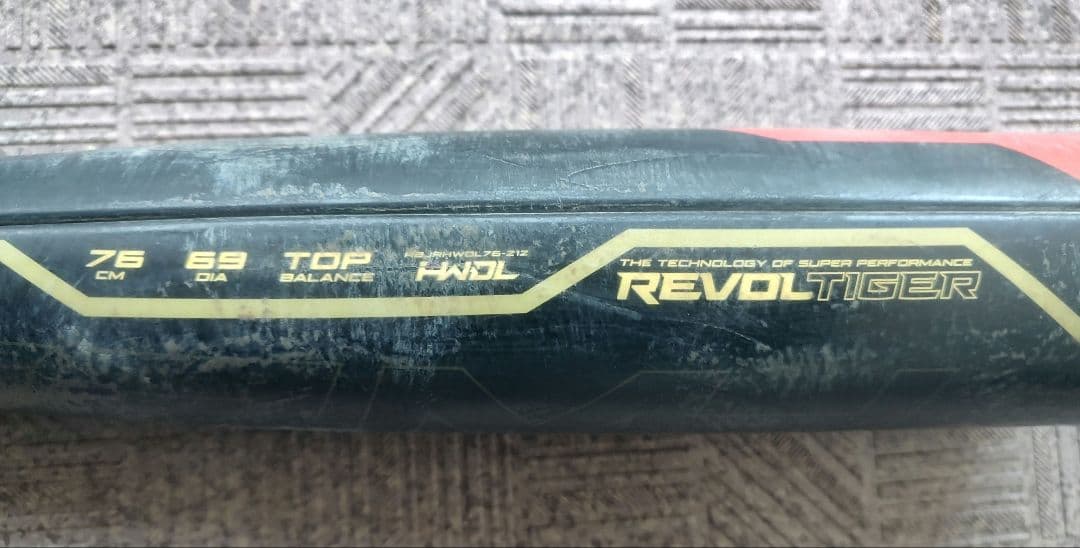 76
CM
69
DIA
TOP
BALANCE
HWDL
THE TECHNOLOGY OF SUPER PERFORMANCE
REVOLTIGER